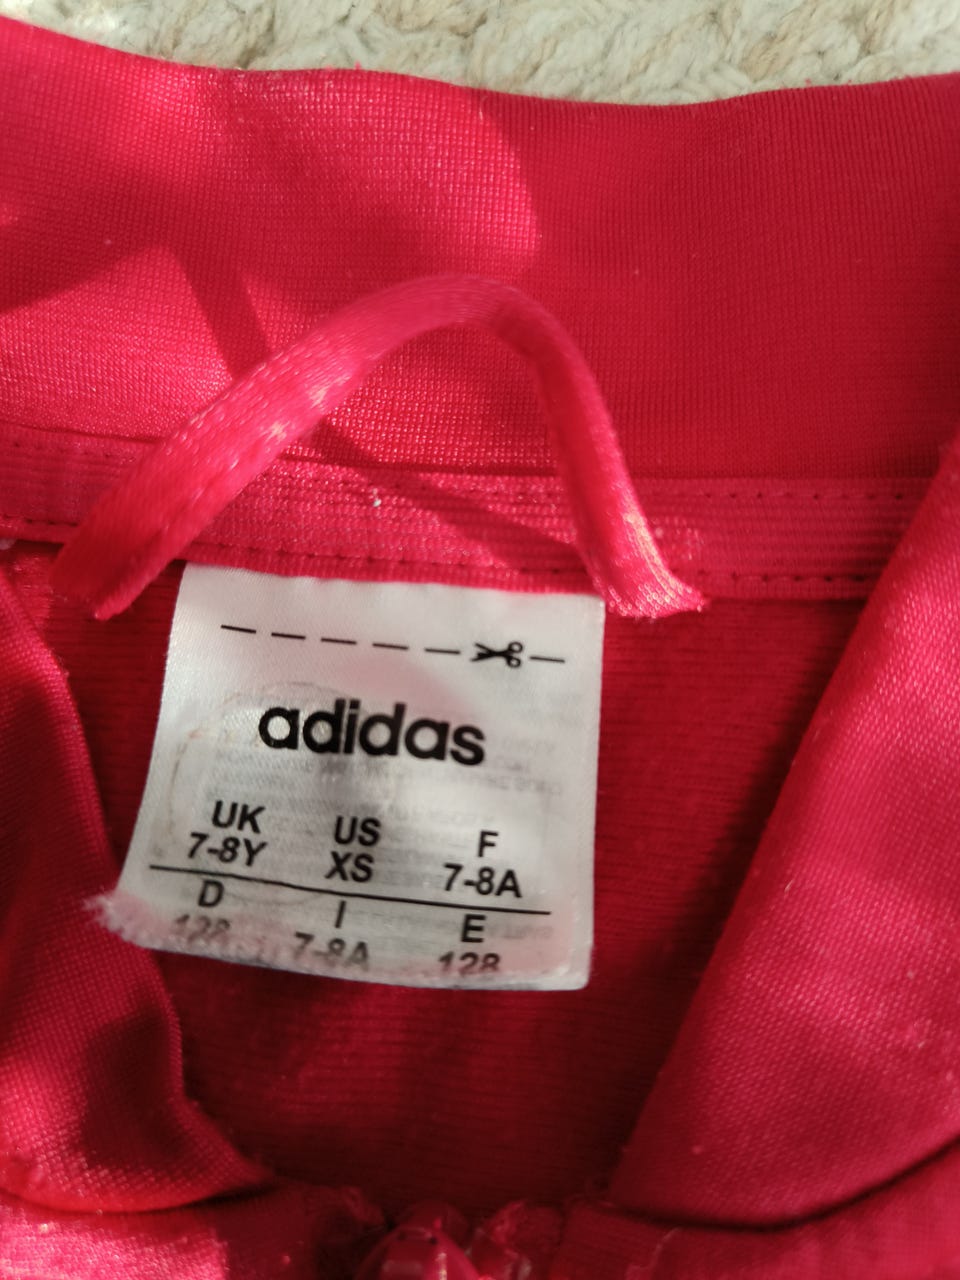 adidas
UK US F
7-8Y XS 7-8A
D I E
128 7-8A 128